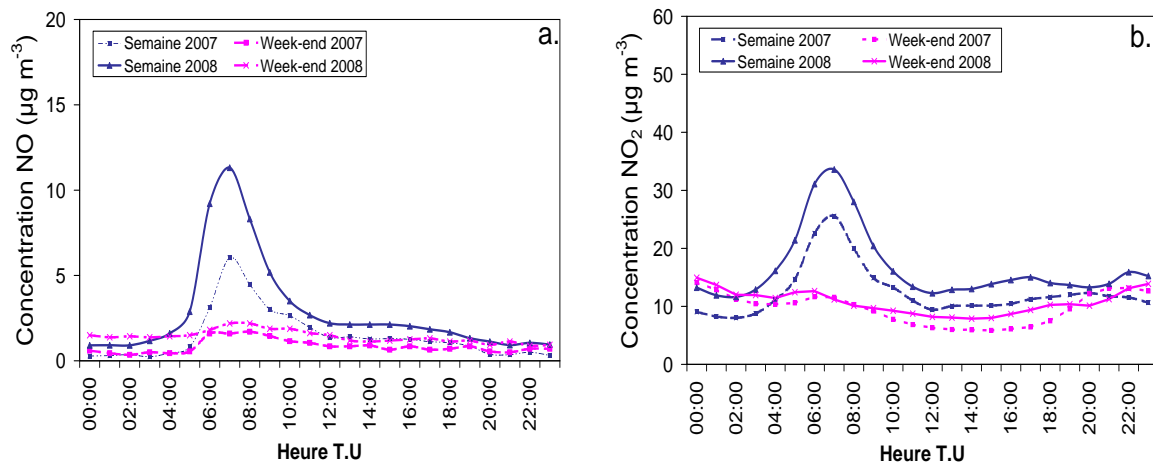 a.
Semaine 2007 Week-end 2007
Semaine 2008 Week-end 2008
Concentration NO (µg m-3)
20
15
10
5
0
00:00 02:00 04:00 06:00 08:00 10:00 12:00 14:00 16:00 18:00 20:00 22:00
Heure T.U
b.
Semaine 2007 Week-end 2007
Semaine 2008 Week-end 2008
Concentration NO2 (µg m-3)
60
50
40
30
20
10
0
00:00 02:00 04:00 06:00 08:00 10:00 12:00 14:00 16:00 18:00 20:00 22:00
Heure T.U